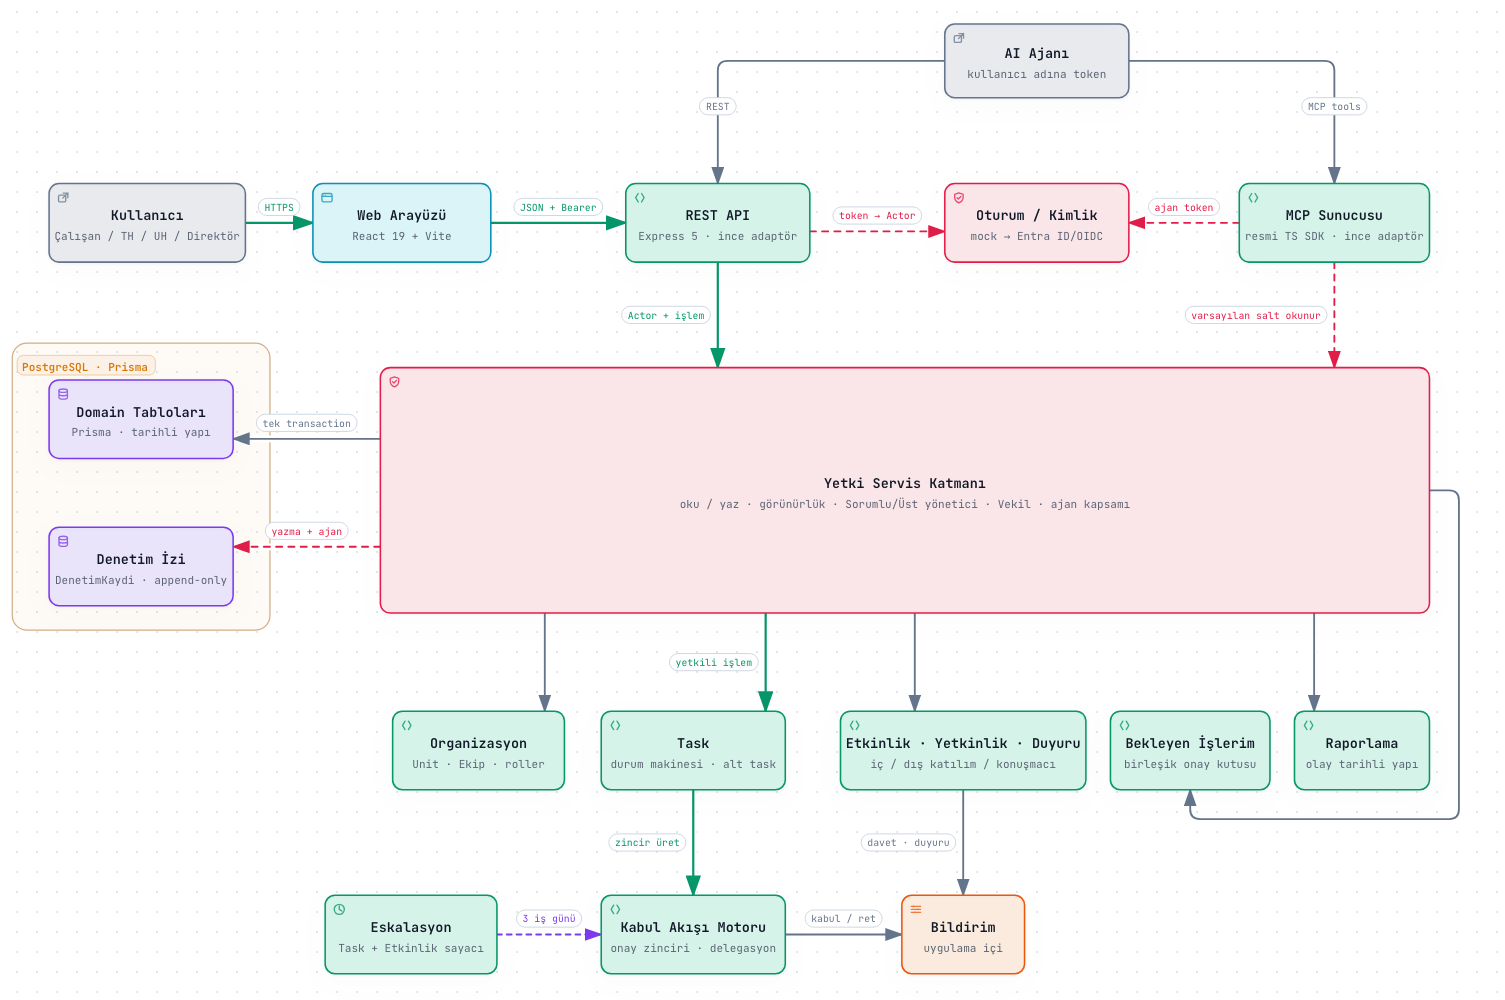 AI Ajanı
kullanıcı adına token
REST
MCP tools
Kullanıcı
Çalışan / TH / UH / Direktör
HTTPS
Web Arayüzü
React 19 + Vite
JSON + Bearer
REST API
Express 5 · ince adaptör
token → Actor
Oturum / Kimlik
mock → Entra ID/OIDC
ajan token
MCP Sunucusu
resmi TS SDK · ince adaptör
Actor + işlem
varsayılan salt okunur
PostgreSQL · Prisma
Domain Tabloları
Prisma · tarihli yapı
tek transaction
Yetki Servis Katmanı
oku / yaz · görünürlük · Sorumlu/Üst yönetici · Vekil · ajan kapsamı
yazma + ajan
Denetim İzi
DenetimKaydi · append-only
yetkili işlem
Organizasyon
Unit · Ekip · roller
Task
durum makinesi · alt task
Etkinlik · Yetkinlik · Duyuru
iç / dış katılım / konuşmacı
Bekleyen İşlerim
birleşik onay kutusu
Raporlama
olay tarihli yapı
zincir üret
davet · duyuru
Eskalasyon
Task + Etkinlik sayacı
3 iş günü
Kabul Akışı Motoru
onay zinciri · delegasyon
kabul / ret
Bildirim
uygulama içi